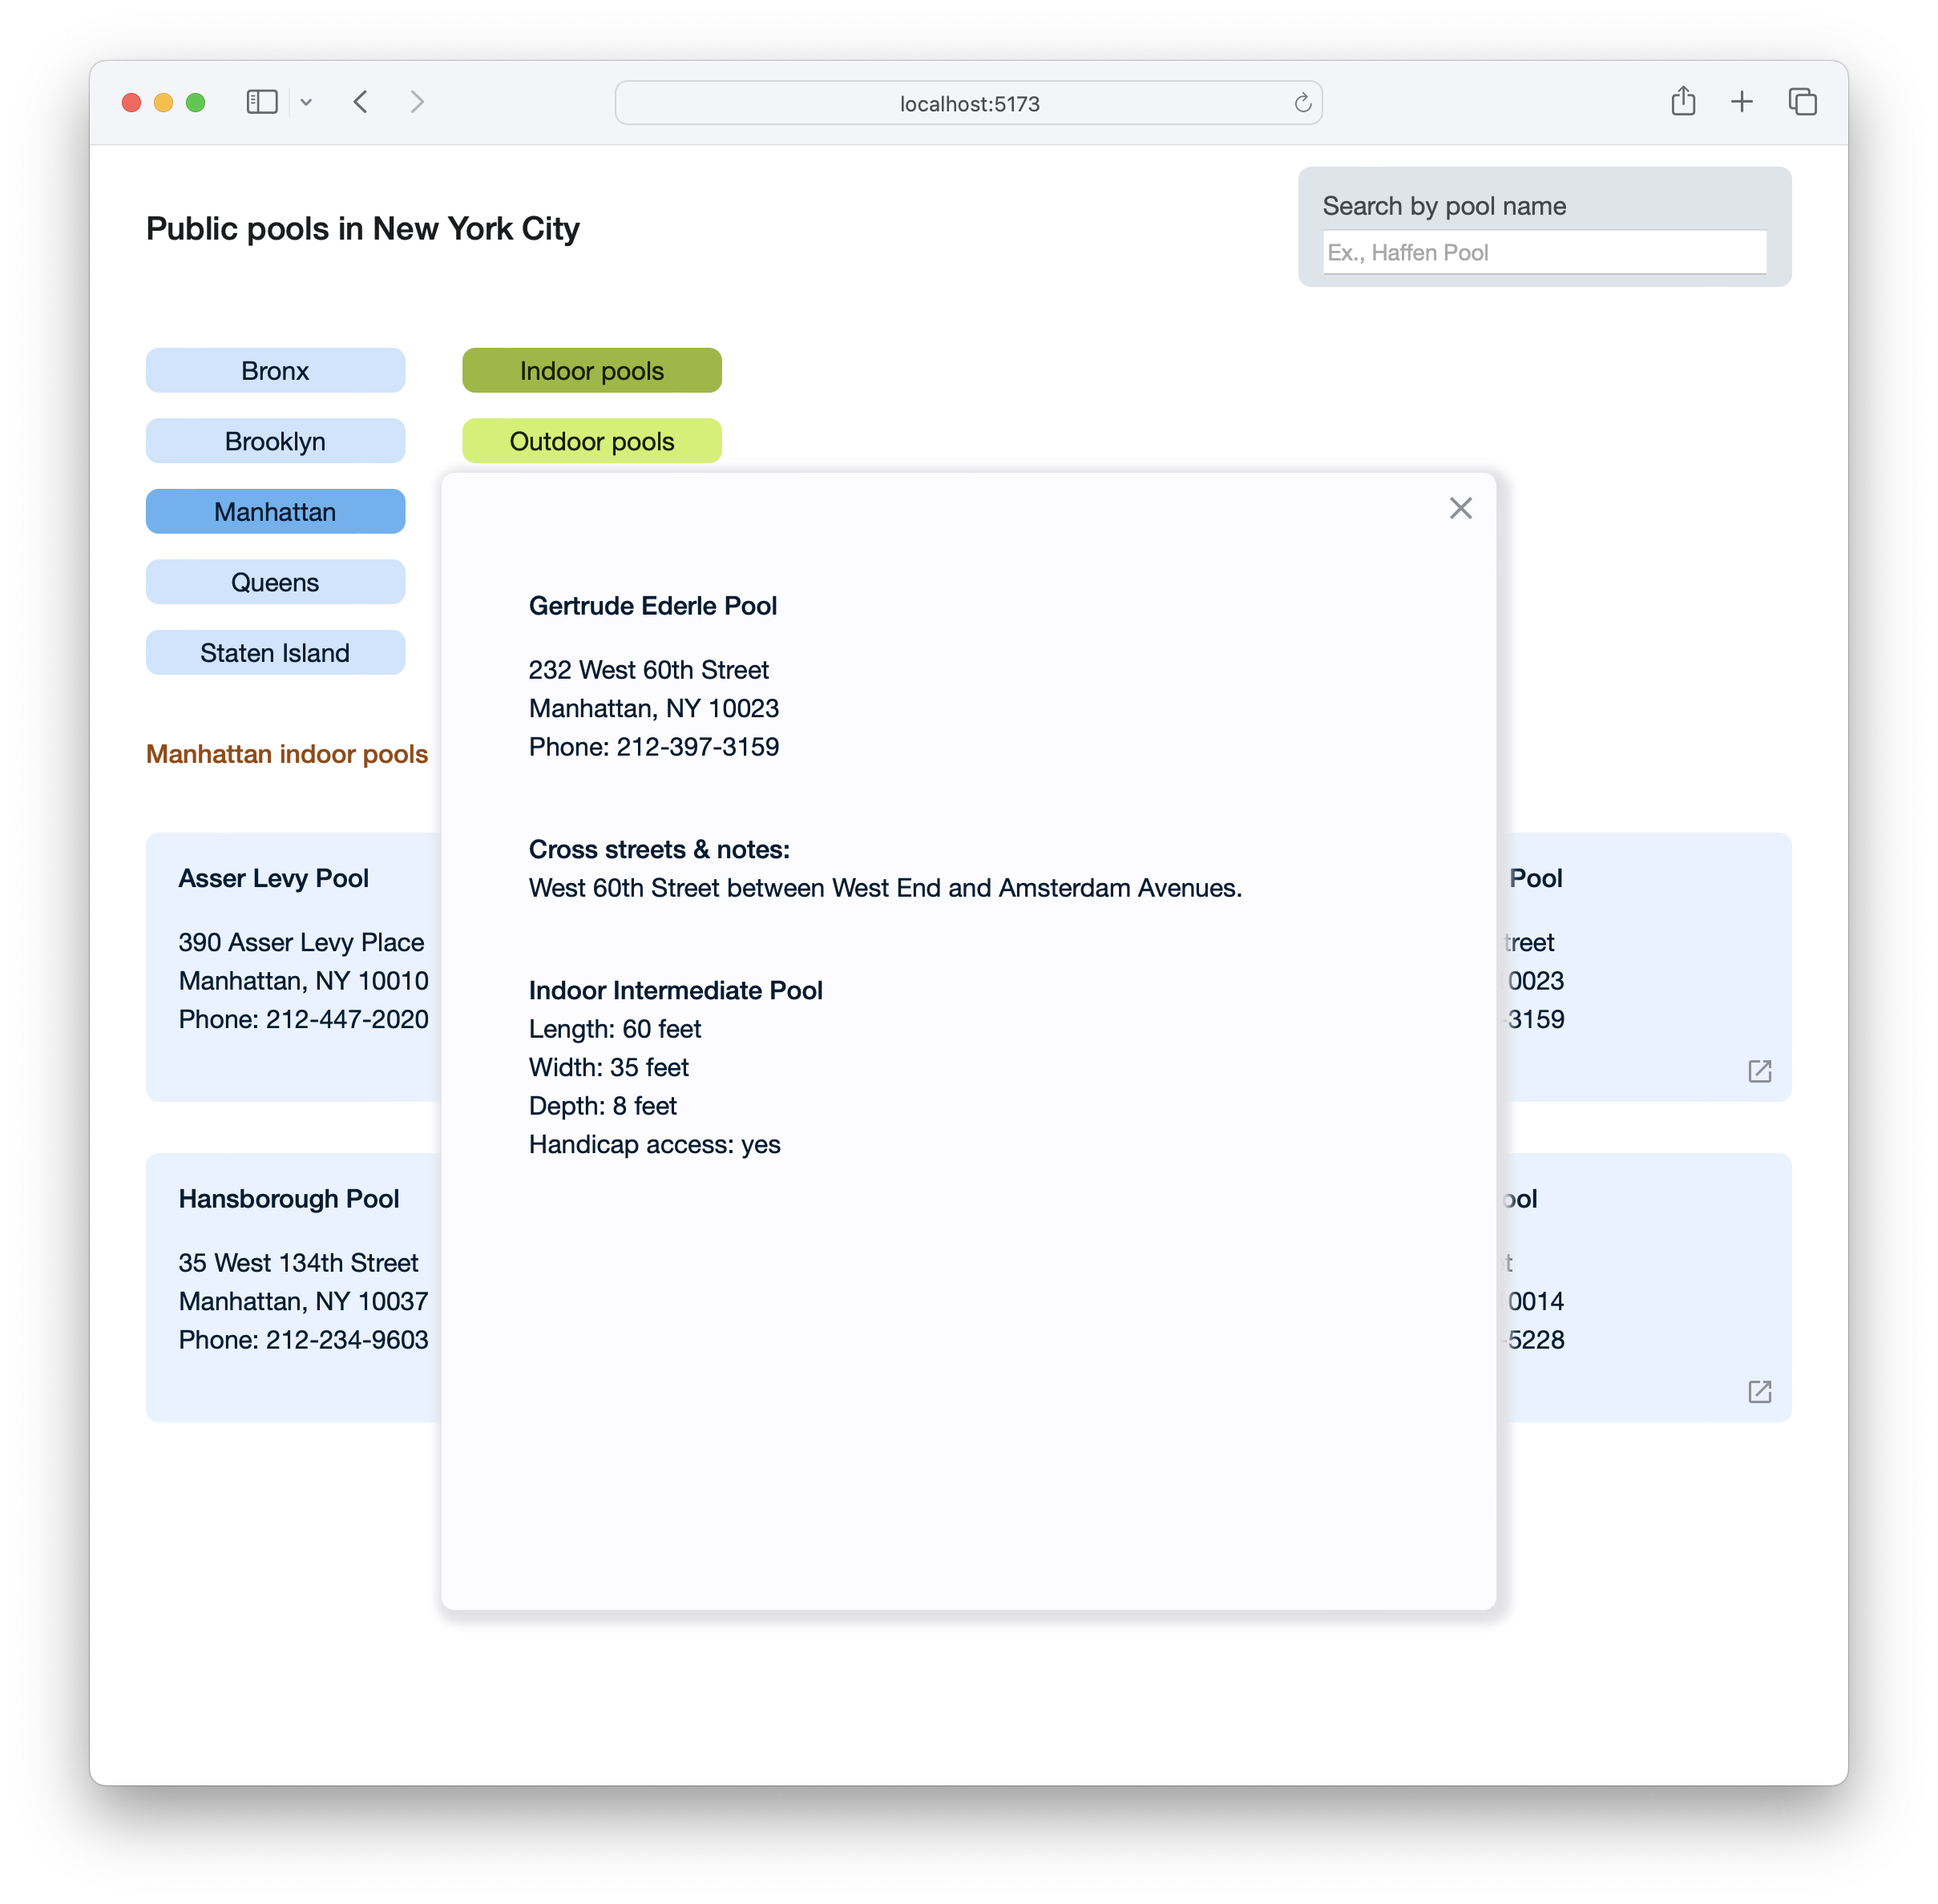 localhost:5173
Public pools in New York City
Search by pool name
Ex., Haffen Pool
Bronx
Indoor pools
Brooklyn
Outdoor pools
Manhattan
Queens
Staten Island
Manhattan indoor pools
Gertrude Ederle Pool
232 West 60th Street
Manhattan, NY 10023
Phone: 212-397-3159
Cross streets & notes:
West 60th Street between West End and Amsterdam Avenues.
Indoor Intermediate Pool
Length: 60 feet
Width: 35 feet
Depth: 8 feet
Handicap access: yes
Asser Levy Pool
390 Asser Levy Place
Manhattan, NY 10010
Phone: 212-447-2020
Pool
treet
0023
-3159
Hansborough Pool
35 West 134th Street
Manhattan, NY 10037
Phone: 212-234-9603
ool
t
0014
-5228